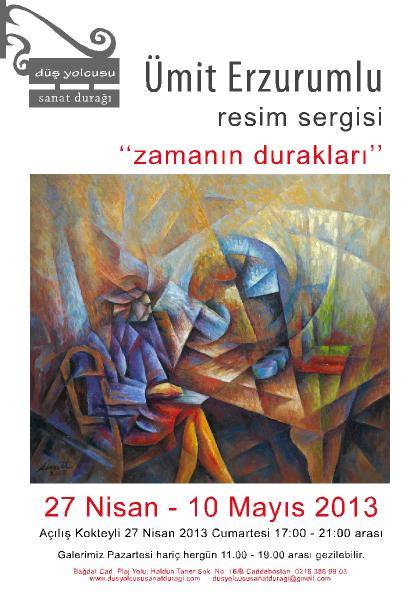 düş yolcusu
sanat durağı
Ümit Erzurumlu
resim sergisi
‘‘zamanın durakları’’
27 Nisan - 10 Mayıs 2013
Açılış Kokteyli 27 Nisan 2013 Cumartesi 17:00 - 21:00 arası
Galerimiz Pazartesi hariç hergün 11.00 - 19.00 arası gezilebilir.
Bağdat Cad. Plaj Yolu. Haldun Taner Sok. No: 16/B Caddebostan 0216 386 99 03
www.dusyolcususanatduragi.com dusyolcususanatduragi@gmail.com